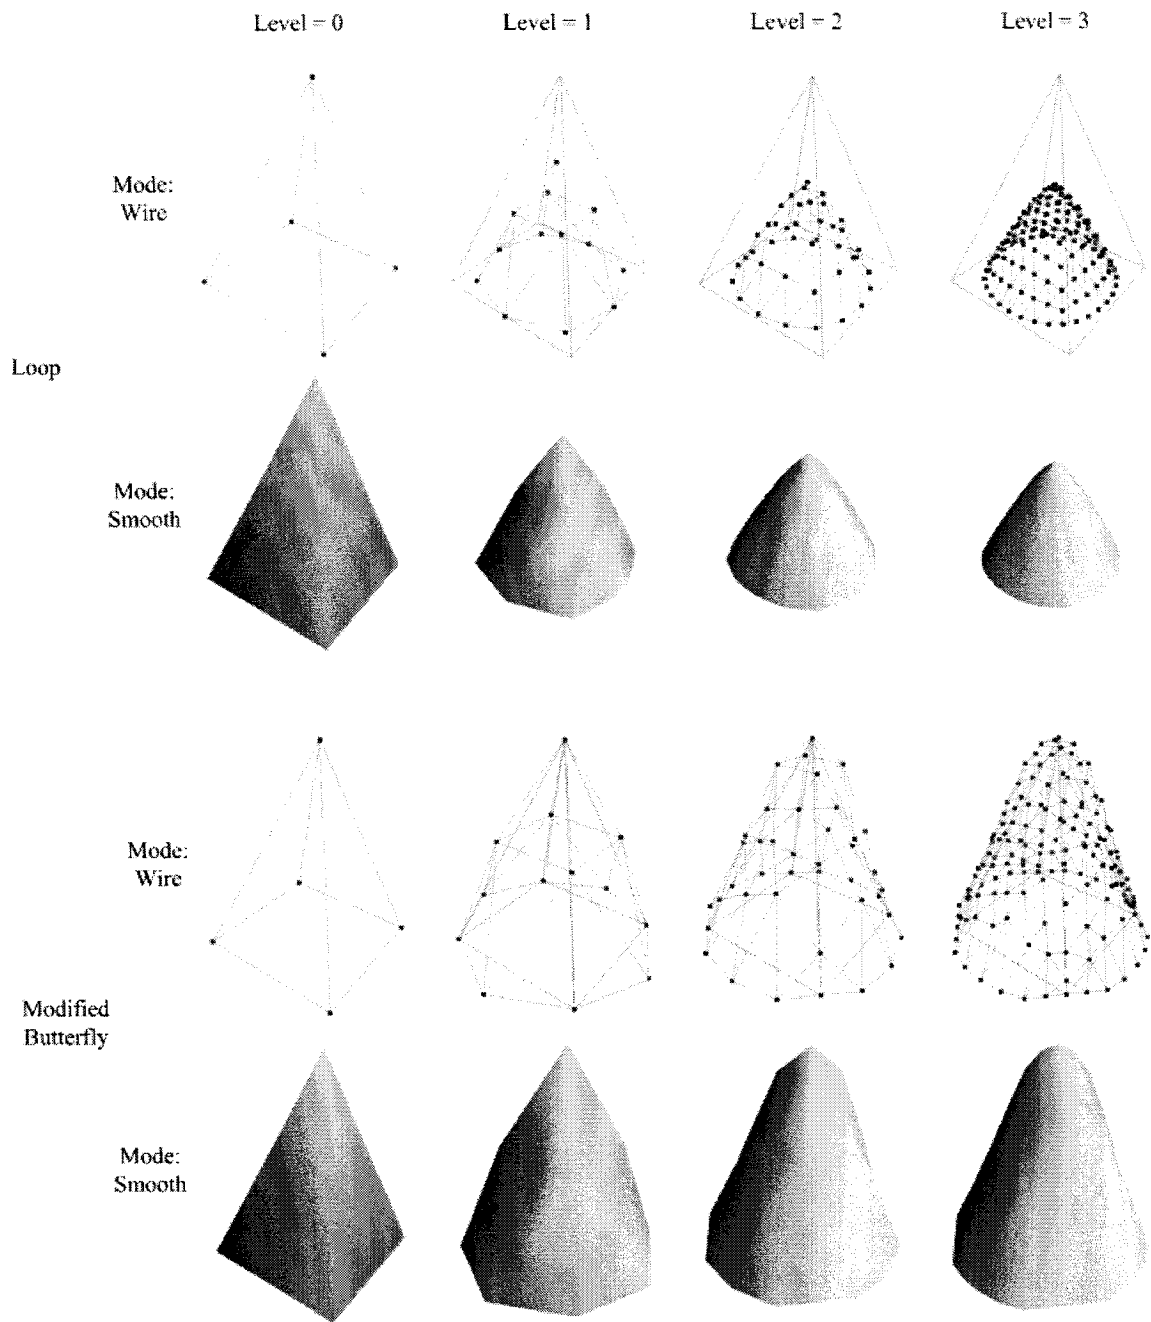 Level = 0
Level = 1
Level = 2
Level = 3
Mode:
Wire
Loop
Mode:
Smooth
Mode:
Wire
Modified
Butterfly
Mode:
Smooth